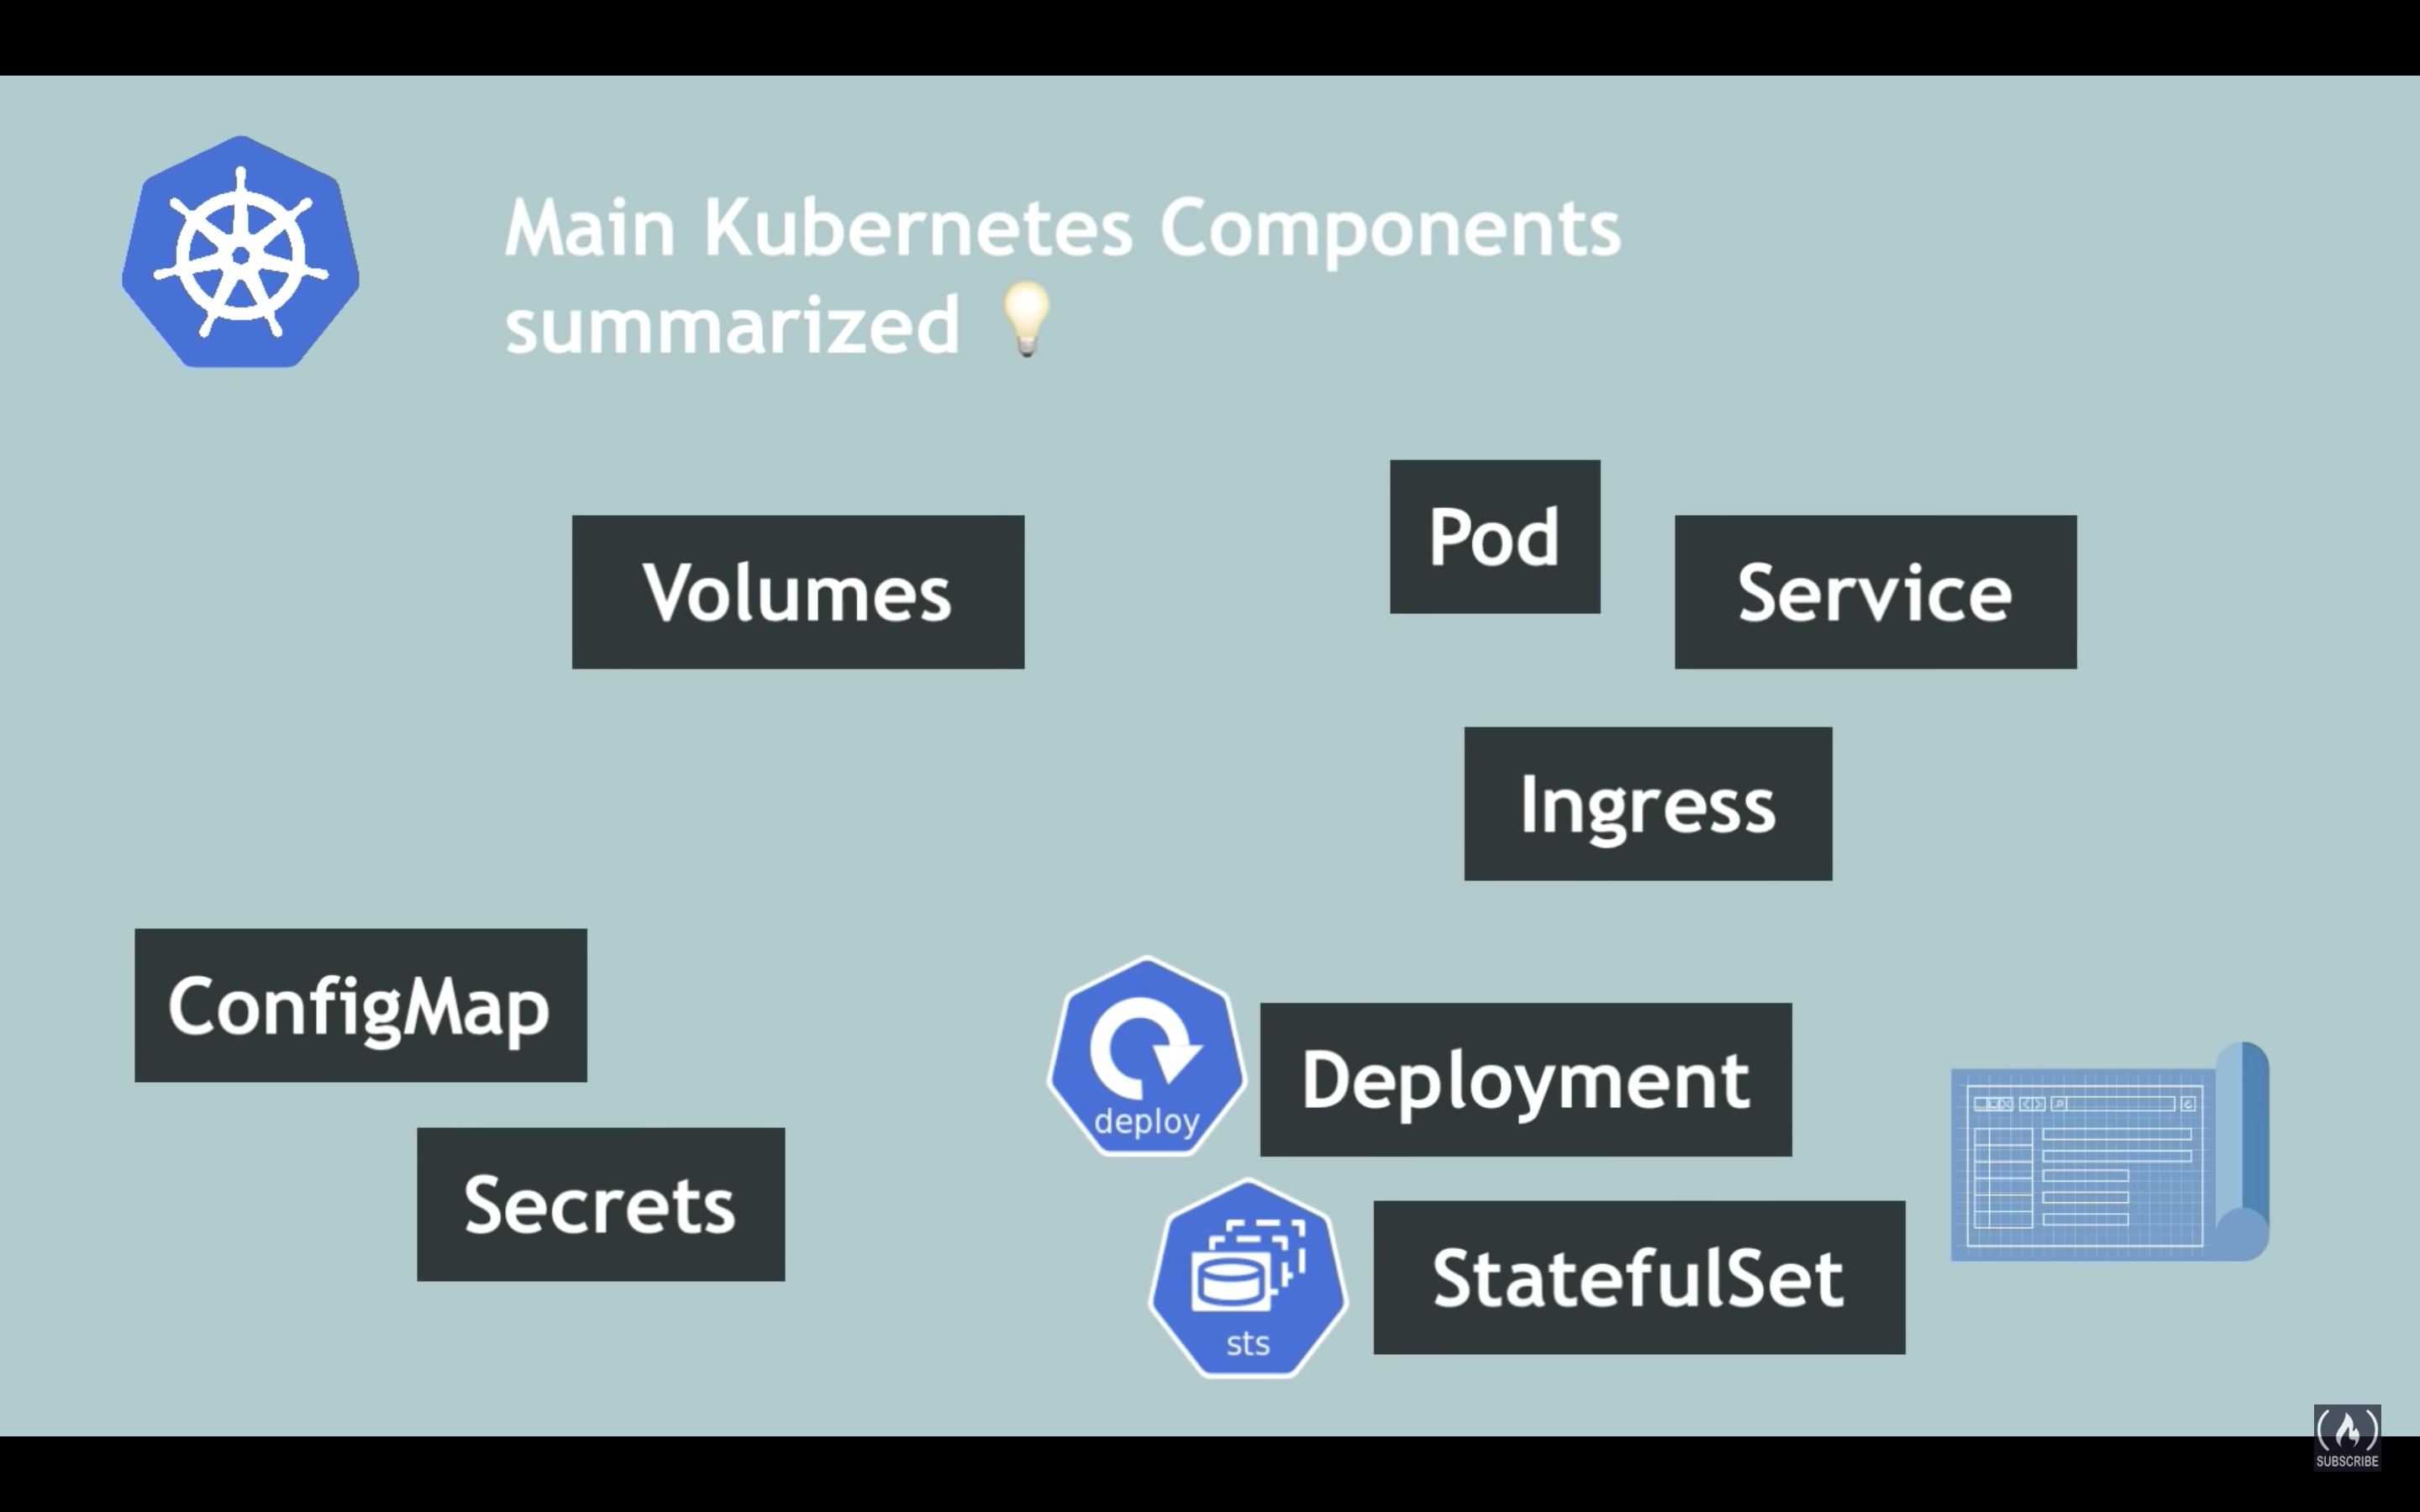 Main Kubernetes Components
summarized
Pod
Volumes
Service
Ingress
ConfigMap
deploy
Deployment
Secrets
StatefulSet
sts
SUBSCRIBE